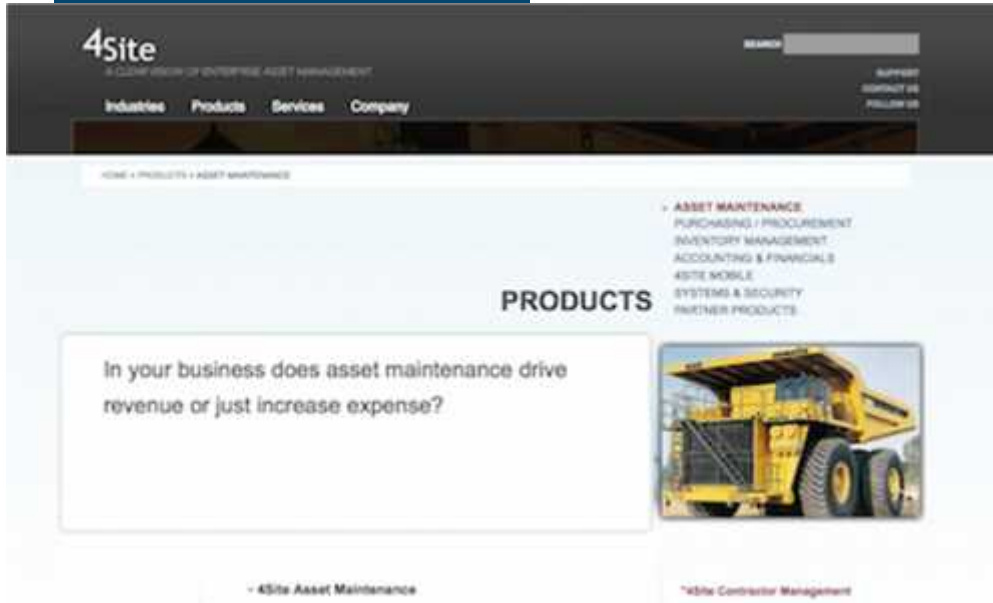 4Site
SEARCH
A CLEAR VISION OF ENTERPRISE ASSET MANAGEMENT
SUPPORT
CONTACT US
FOLLOW US
Industries Products Services Company
HOME > PRODUCTS > ASSET MAINTENANCE
ASSET MAINTENANCE
PURCHASING / PROCUREMENT
INVENTORY MANAGEMENT
ACCOUNTING & FINANCIALS
4SITE MOBILE
SYSTEMS & SECURITY
PARTNER PRODUCTS
PRODUCTS
In your business does asset maintenance drive
revenue or just increase expense?
- 4Site Asset Maintenance
"4Site Contractor Management